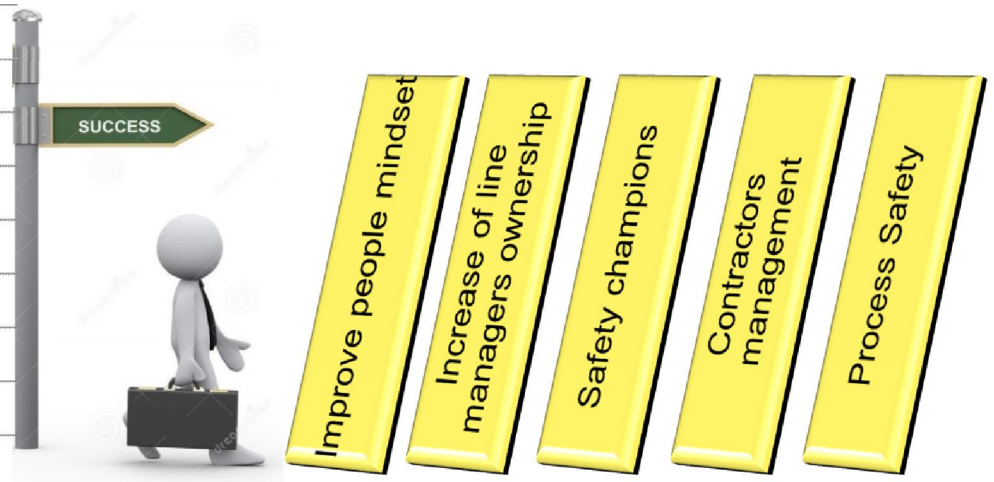 SUCCESS
Improve people mindset
Increase of line
managers ownership
Safety champions
Contractors
management
Process Safety